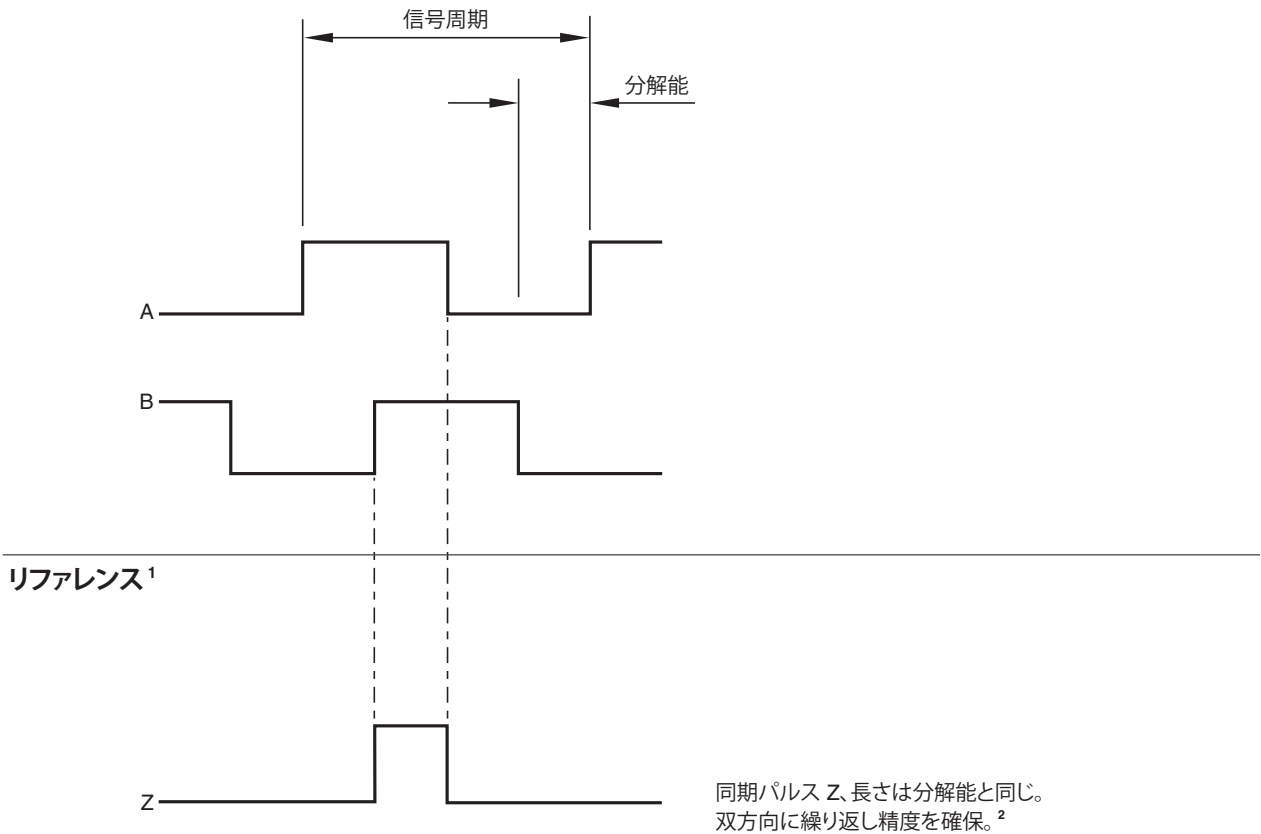 信号周期
分解能
A
B
リファレンス¹
Z
同期パルス Z、長さは分解能と同じ。
双方向に繰り返し精度を確保。²